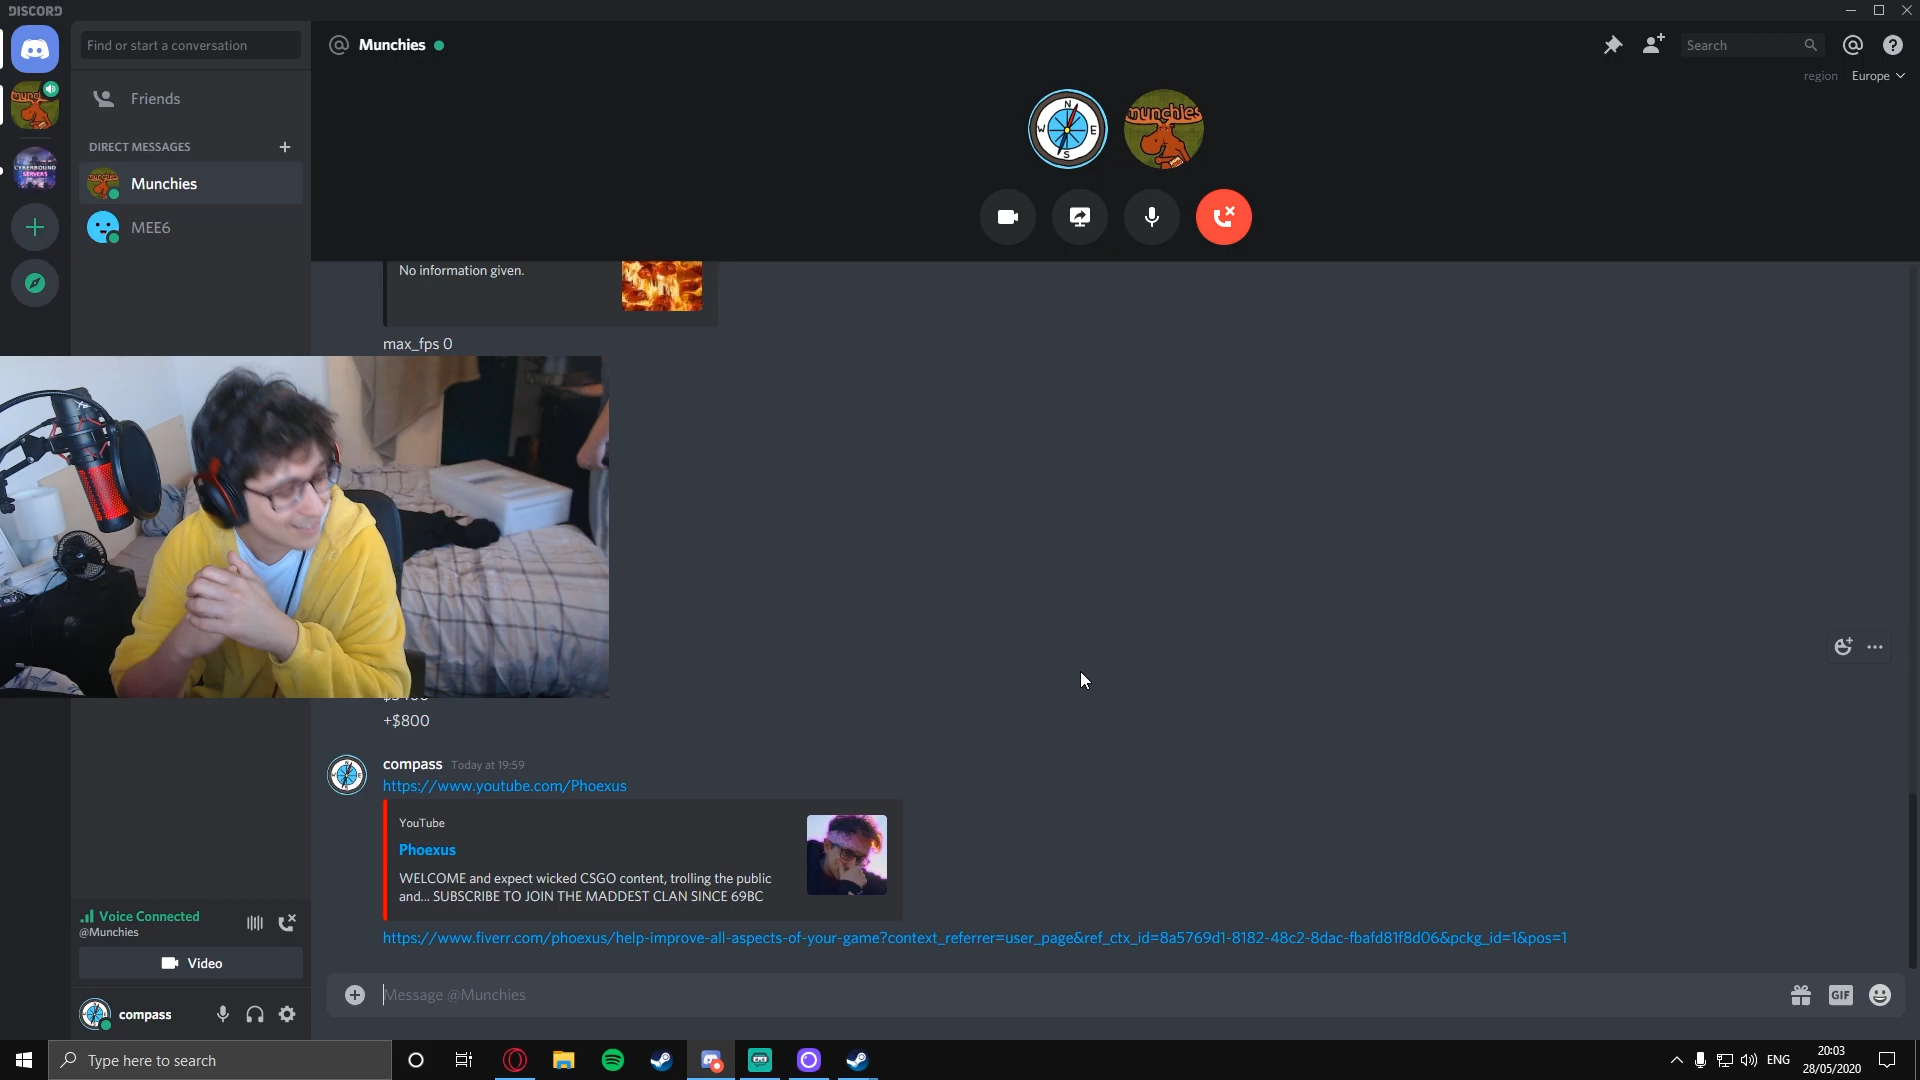 DISCORD
Find or start a conversation
Munchies
Search
region Europe
Friends
DIRECT MESSAGES
Munchies
MEE6
munchies
No information given.
max_fps 0
+$800
compass Today at 19:59
https://www.youtube.com/Phoexus
YouTube
Phoexus
WELCOME and expect wicked CSGO content, trolling the public
and... SUBSCRIBE TO JOIN THE MADDEST CLAN SINCE 69BC
https://www.fiverr.com/phoexus/help-improve-all-aspects-of-your-game?context_referrer=user_page&ref_ctx_id=8a5769d1-8182-48c2-8dac-fbafd81f8d06&pckg_id=1&pos=1
Voice Connected
@Munchies
Video
compass
Message @Munchies
GIF
Type here to search
ENG
20:03
28/05/2020